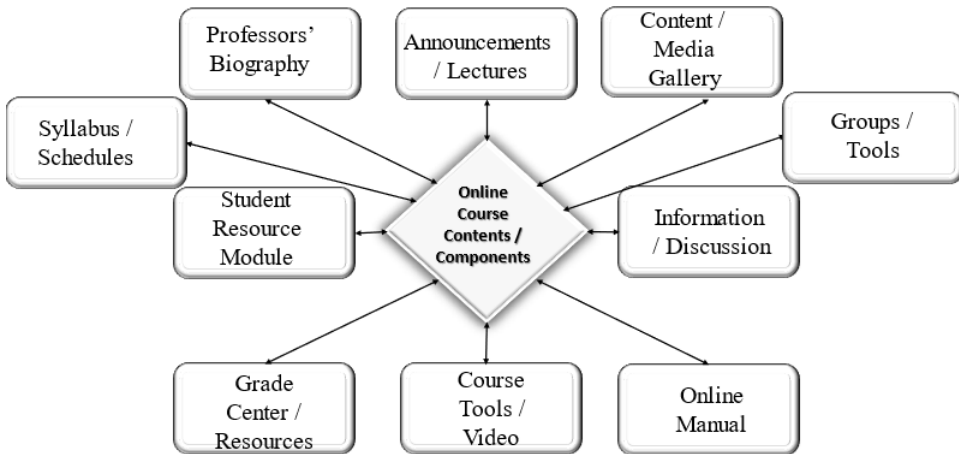 Professors’
Biography
Announcements
/ Lectures
Content /
Media
Gallery
Syllabus /
Schedules
Groups /
Tools
Student
Resource
Module
Online
Course
Contents /
Components
Information
/ Discussion
Grade
Center /
Resources
Course
Tools /
Video
Online
Manual